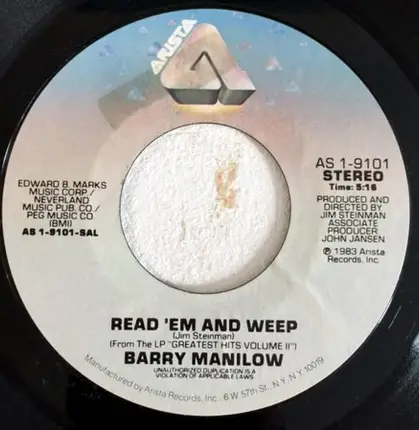 ARISTA
AS 1-9101
STEREO
Time: 5:16
PRODUCED AND
DIRECTED BY
JIM STEINMAN
ASSOCIATE
PRODUCER
JOHN JANSEN
℗ 1983 Arista
Records, Inc.
EDWARD B. MARKS
MUSIC CORP /
NEVERLAND
MUSIC PUB. CO /
PEG MUSIC CO
(BMI)
AS 1-9101-SAL
READ 'EM AND WEEP
(Jim Steinman)
(From The LP "GREATEST HITS VOLUME II")
BARRY MANILOW
UNAUTHORIZED DUPLICATION IS A
VIOLATION OF APPLICABLE LAWS
Manufactured by Arista Records, Inc., 6 W 57th St., N.Y., N.Y 10019